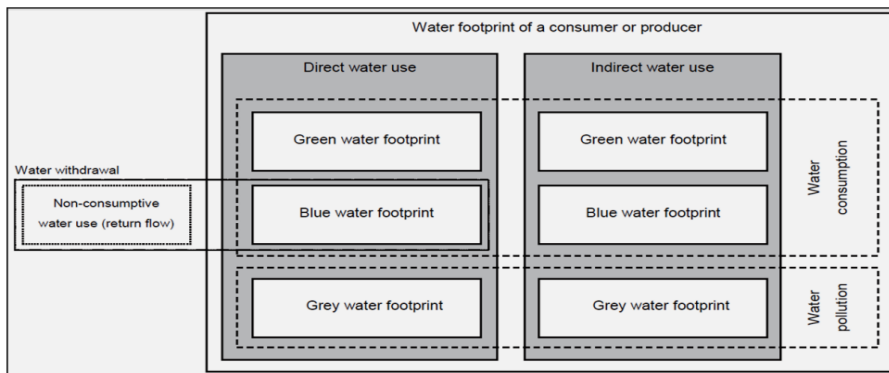 Water footprint of a consumer or producer
Direct water use
Indirect water use
Green water footprint
Green water footprint
Water withdrawal
Non-consumptive
water use (return flow)
Blue water footprint
Blue water footprint
Water
consumption
Grey water footprint
Grey water footprint
Water
pollution